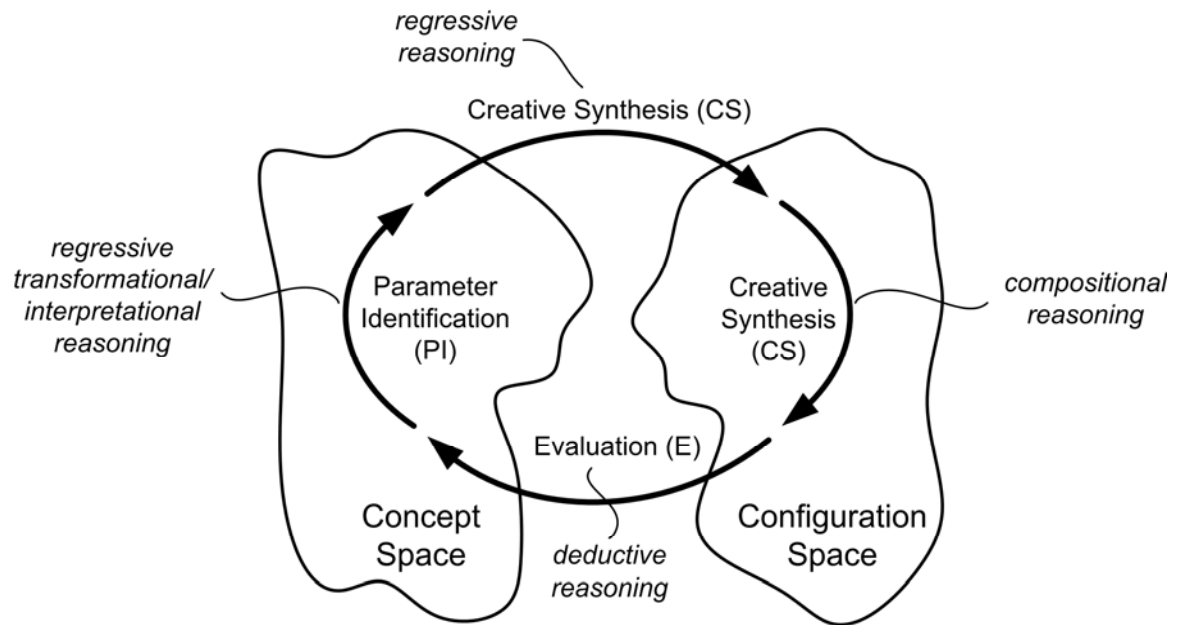 regressive
reasoning
Creative Synthesis (CS)
regressive
transformational/
interpretational
reasoning
Parameter
Identification
(PI)
Creative
Synthesis
(CS)
compositional
reasoning
Evaluation (E)
Concept
Space
Configuration
Space
deductive
reasoning